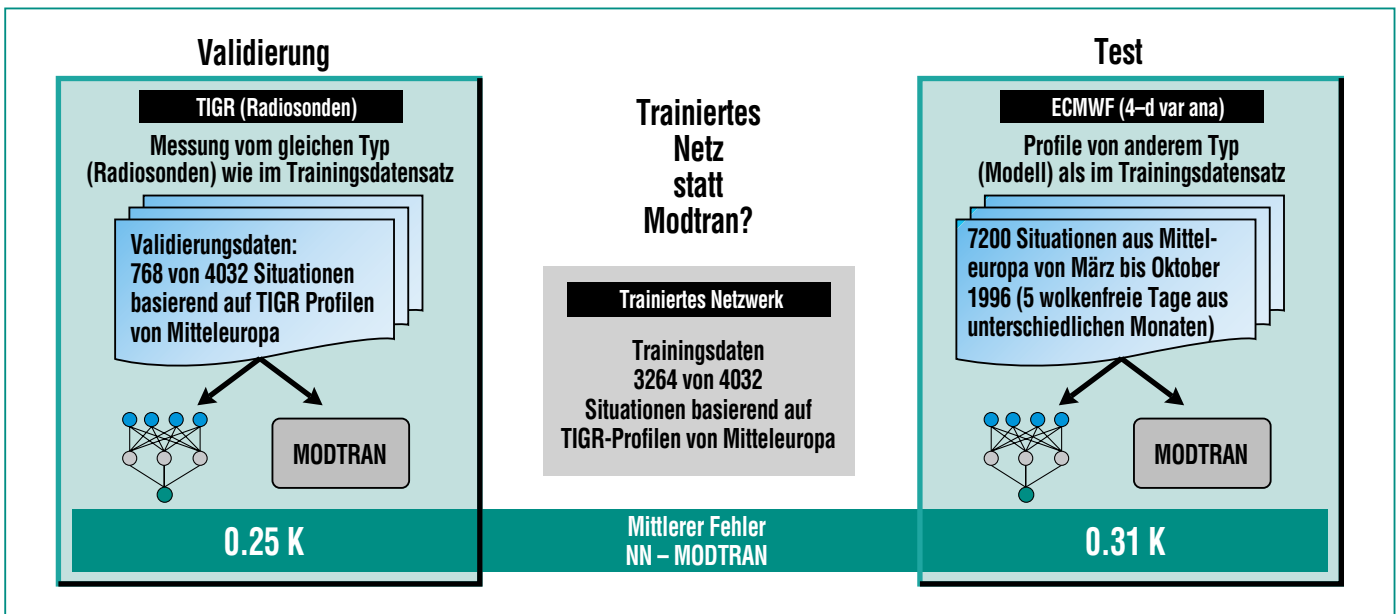 Validierung
TIGR (Radiosonden)
Messung vom gleichen Typ
(Radiosonden) wie im Trainingsdatensatz
Validierungsdaten:
768 von 4032 Situationen
basierend auf TIGR Profilen
von Mitteleuropa
MODTRAN
0.25 K
Trainiertes
Netz
statt
Modtran?
Trainiertes Netzwerk
Trainingsdaten
3264 von 4032
Situationen basierend auf
TIGR-Profilen von Mitteleuropa
Mittlerer Fehler
NN – MODTRAN
Test
ECMWF (4–d var ana)
Profile von anderem Typ
(Modell) als im Trainingsdatensatz
7200 Situationen aus Mittel-
europa von März bis Oktober
1996 (5 wolkenfreie Tage aus
unterschiedlichen Monaten)
MODTRAN
0.31 K